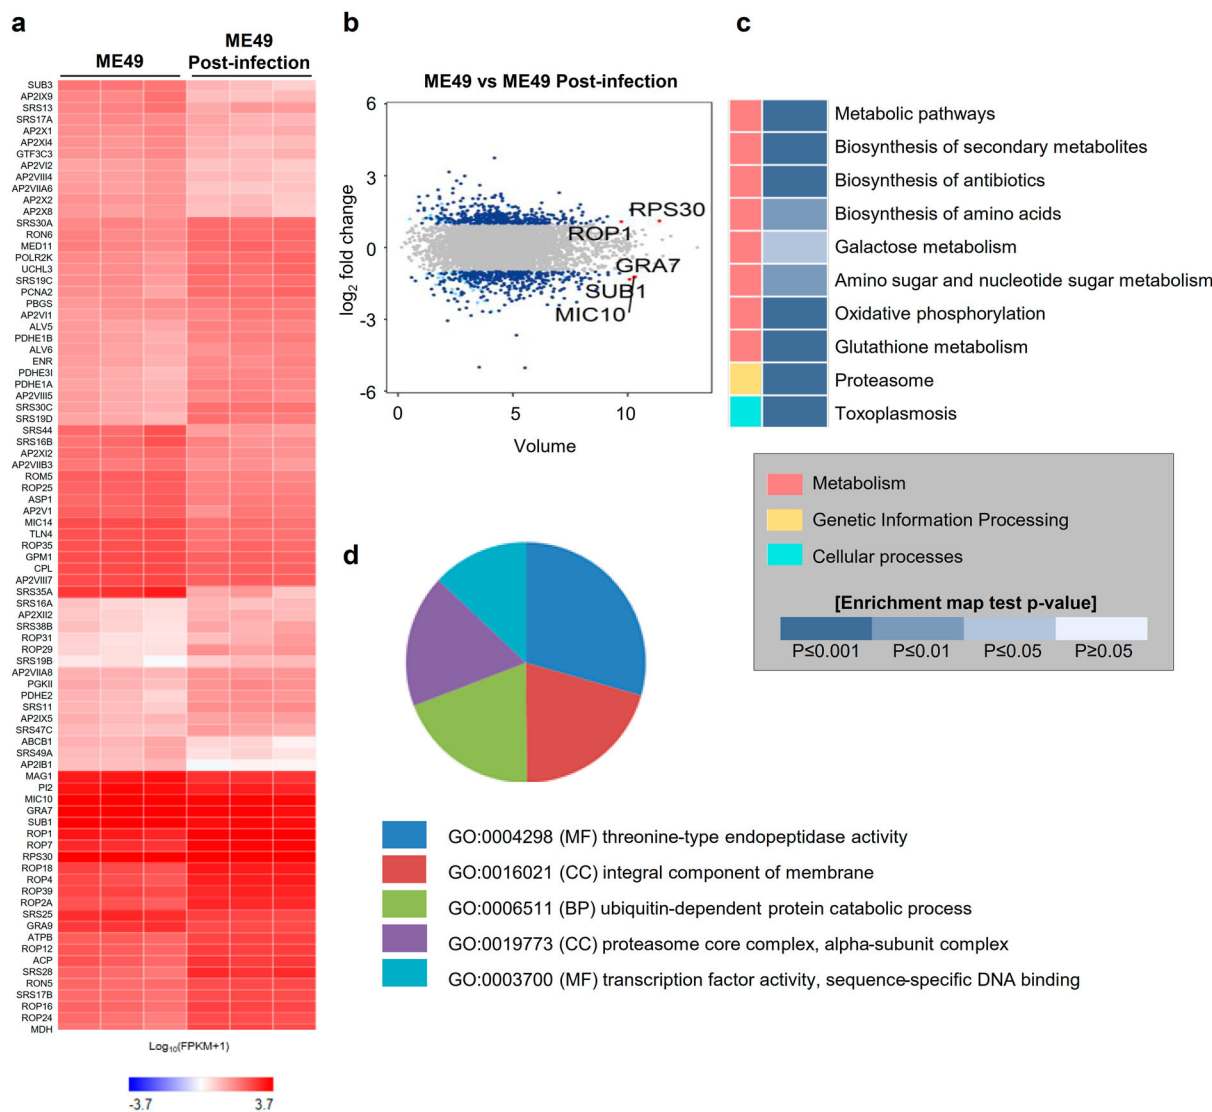 a
ME49
ME49
Post-infection
SUB3
AP2IX9
SRS13
SRS17A
AP2X1
AP2XI4
GTF3C3
AP2VI2
AP2VIII4
AP2VIIA6
AP2X2
AP2X8
SRS30A
RON6
MED11
POLR2K
UCHL3
SRS19C
PCNA2
PBGS
AP2VI1
ALV5
PDHE1B
ALV6
ENR
PDHE3I
PDHE1A
AP2VIII5
SRS30C
SRS19D
SRS44
SRS16B
AP2XI2
AP2VIIB3
ROM5
ROP25
ASP1
AP2V1
MIC14
TLN4
ROP35
GPM1
CPL
AP2VIII7
SRS35A
SRS16A
AP2XII2
SRS38B
ROP31
ROP29
SRS19B
AP2VIIA8
PGKII
PDHE2
SRS11
AP2IX5
SRS47C
ABCB1
SRS49A
AP2IB1
MAG1
PI2
MIC10
GRA7
SUB1
ROP1
ROP7
RPS30
ROP18
ROP4
ROP39
ROP2A
SRS25
GRA9
ATPB
ROP12
ACP
SRS28
RON5
SRS17B
ROP16
ROP24
MDH
Log10(FPKM+1)
-3.7 3.7
b
ME49 vs ME49 Post-infection
log2 fold change
6
3
0
-3
-6
RPS30
ROP1
GRA7
SUB1
MIC10
0 5 10
Volume
c
Metabolic pathways
Biosynthesis of secondary metabolites
Biosynthesis of antibiotics
Biosynthesis of amino acids
Galactose metabolism
Amino sugar and nucleotide sugar metabolism
Oxidative phosphorylation
Glutathione metabolism
Proteasome
Toxoplasmosis
Metabolism
Genetic Information Processing
Cellular processes
[Enrichment map test p-value]
P≤0.001 P≤0.01 P≤0.05 P≥0.05
d
GO:0004298 (MF) threonine-type endopeptidase activity
GO:0016021 (CC) integral component of membrane
GO:0006511 (BP) ubiquitin-dependent protein catabolic process
GO:0019773 (CC) proteasome core complex, alpha-subunit complex
GO:0003700 (MF) transcription factor activity, sequence-specific DNA binding